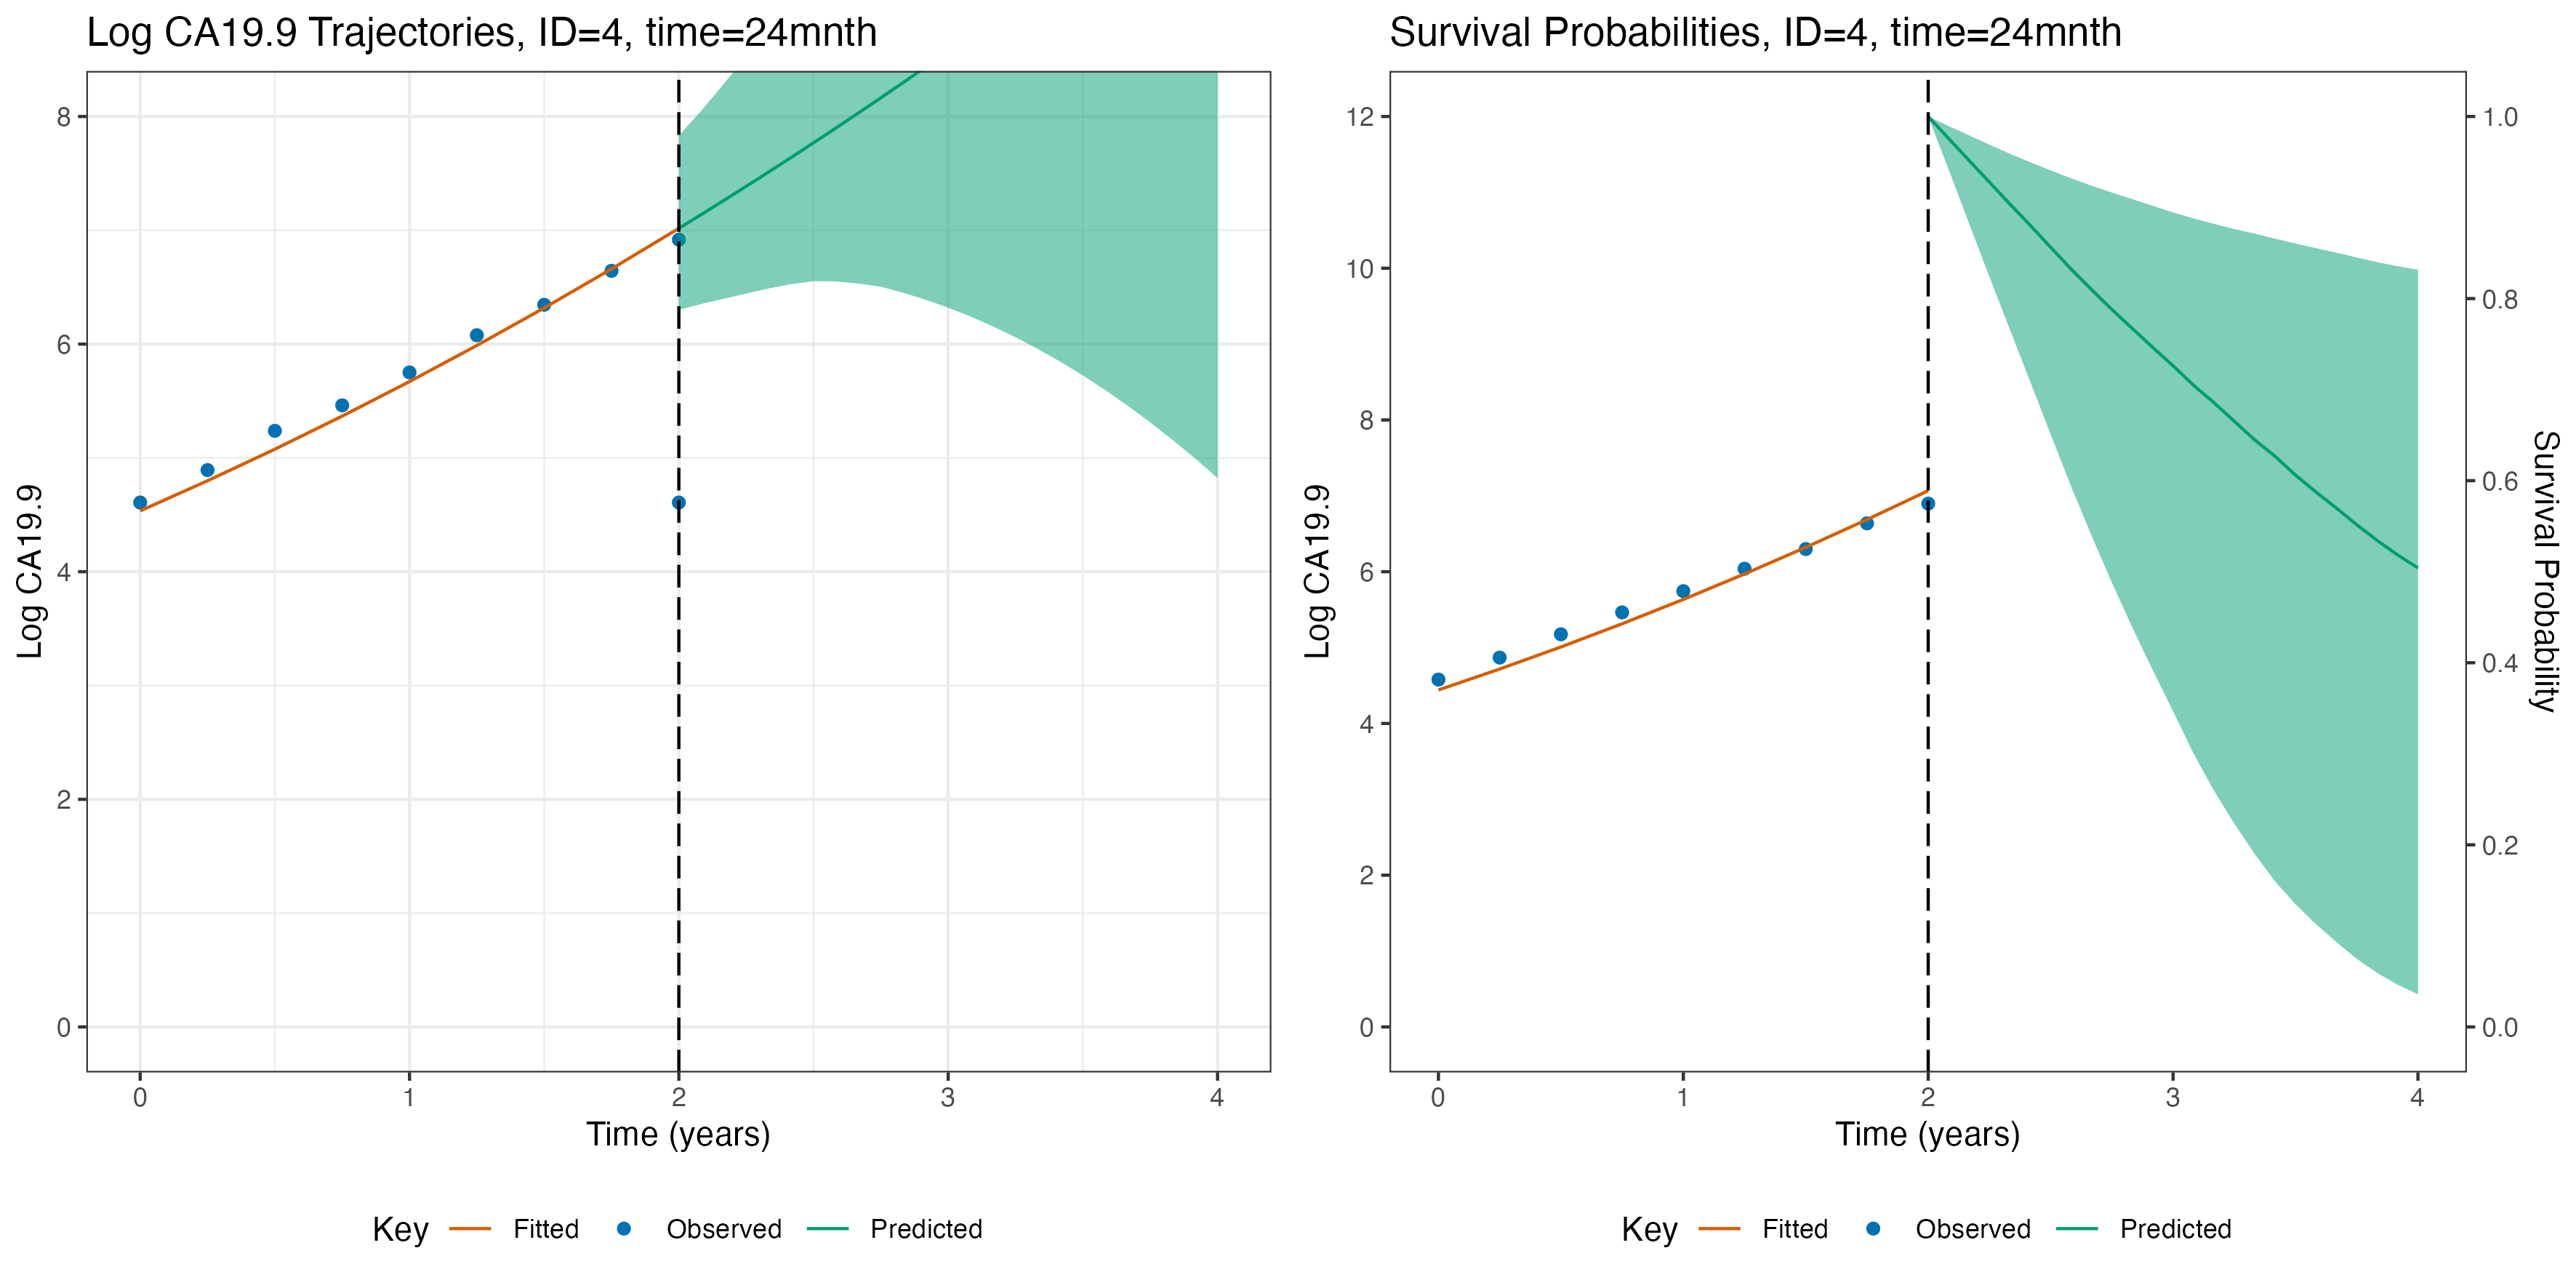 Log CA19.9 Trajectories, ID=4, time=24mnth
8
6
4
2
0
Log CA19.9
0 1 2 3 4
Time (years)
Key Fitted Observed Predicted
Survival Probabilities, ID=4, time=24mnth
12
10
8
6
4
2
0
Log CA19.9
1.0
0.8
0.6
0.4
0.2
0.0
Survival Probability
0 1 2 3 4
Time (years)
Key Fitted Observed Predicted